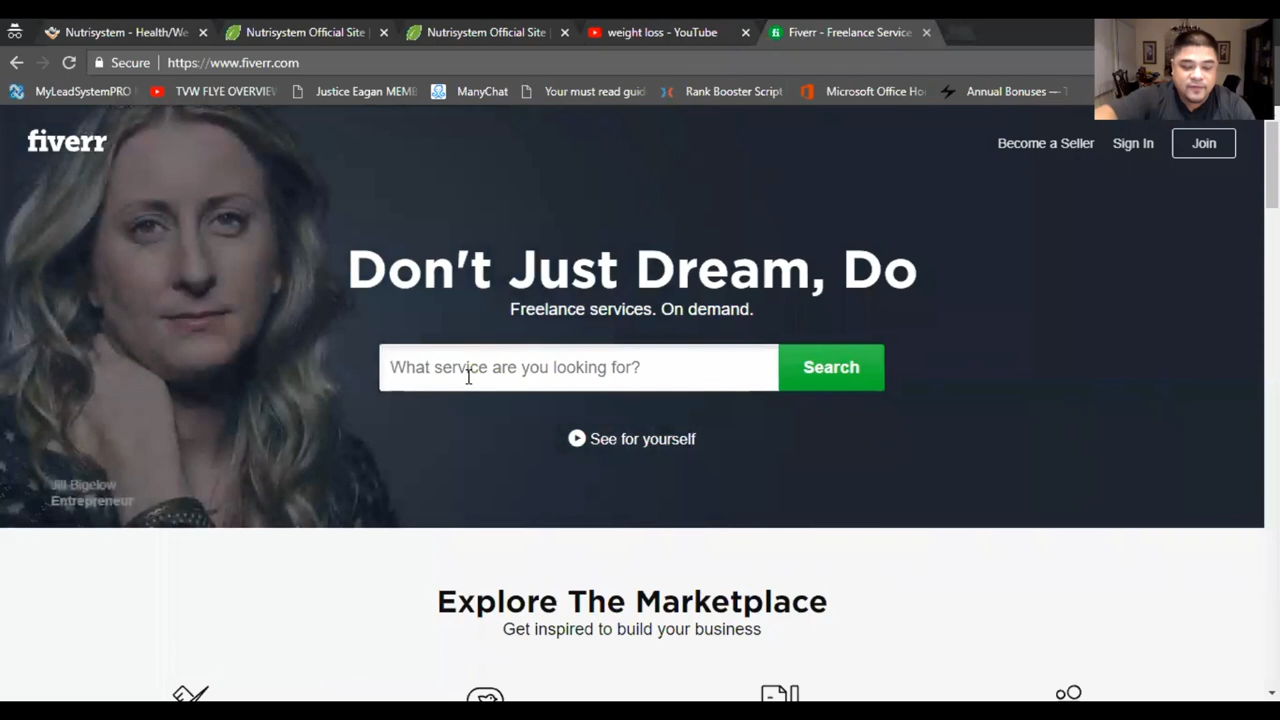 Nutrisystem - Health/We
Nutrisystem Official Site
Nutrisystem Official Site
weight loss - YouTube
Fiverr - Freelance Service
Secure
https://www.fiverr.com
MyLeadSystemPRO
TVW FLYE OVERVIEW
Justice Eagan MEMB
ManyChat
Your must read guid
Rank Booster Script
Microsoft Office Ho
Annual Bonuses —
fiverr
Become a Seller
Sign In
Join
Don't Just Dream, Do
Freelance services. On demand.
What service are you looking for?
Search
See for yourself
Jill Bigelow
Entrepreneur
Explore The Marketplace
Get inspired to build your business